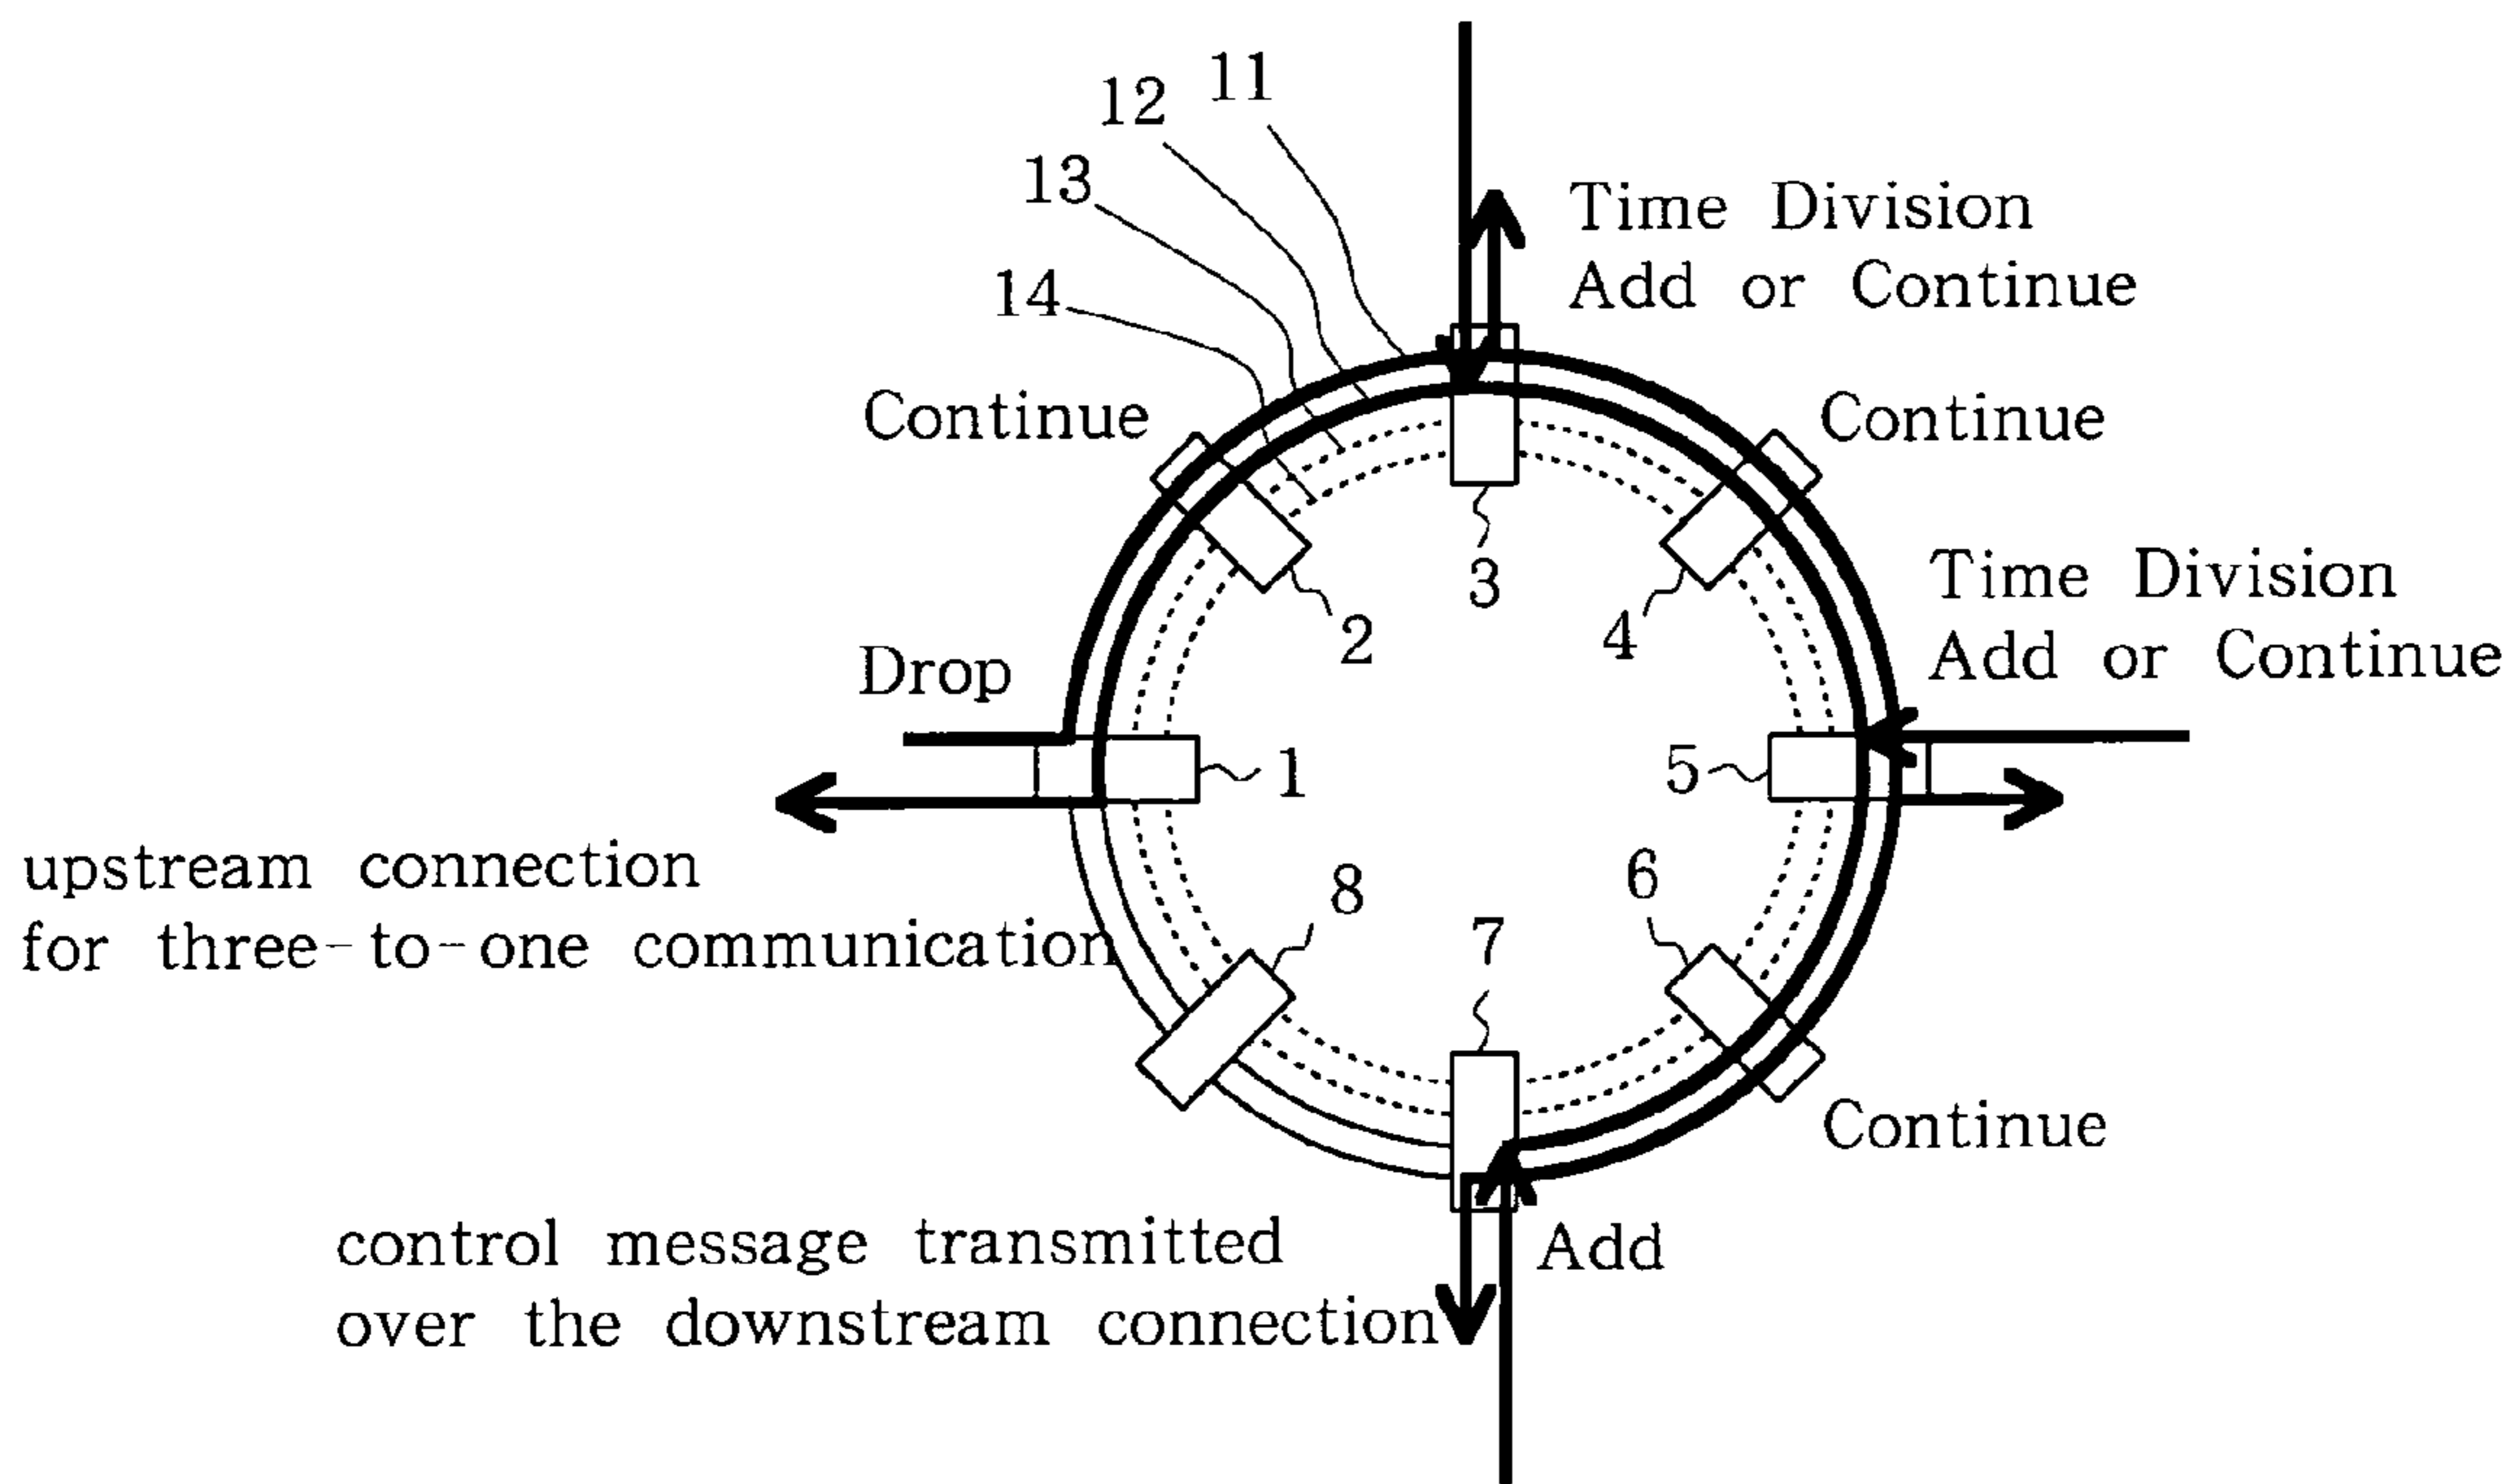 11
12
13
14
Time Division
Add or Continue
Continue
Continue
3
2
4
Time Division
Add or Continue
Drop
1
5
upstream connection
for three-to-one communication
8
6
7
Continue
control message transmitted
over the downstream connection
Add